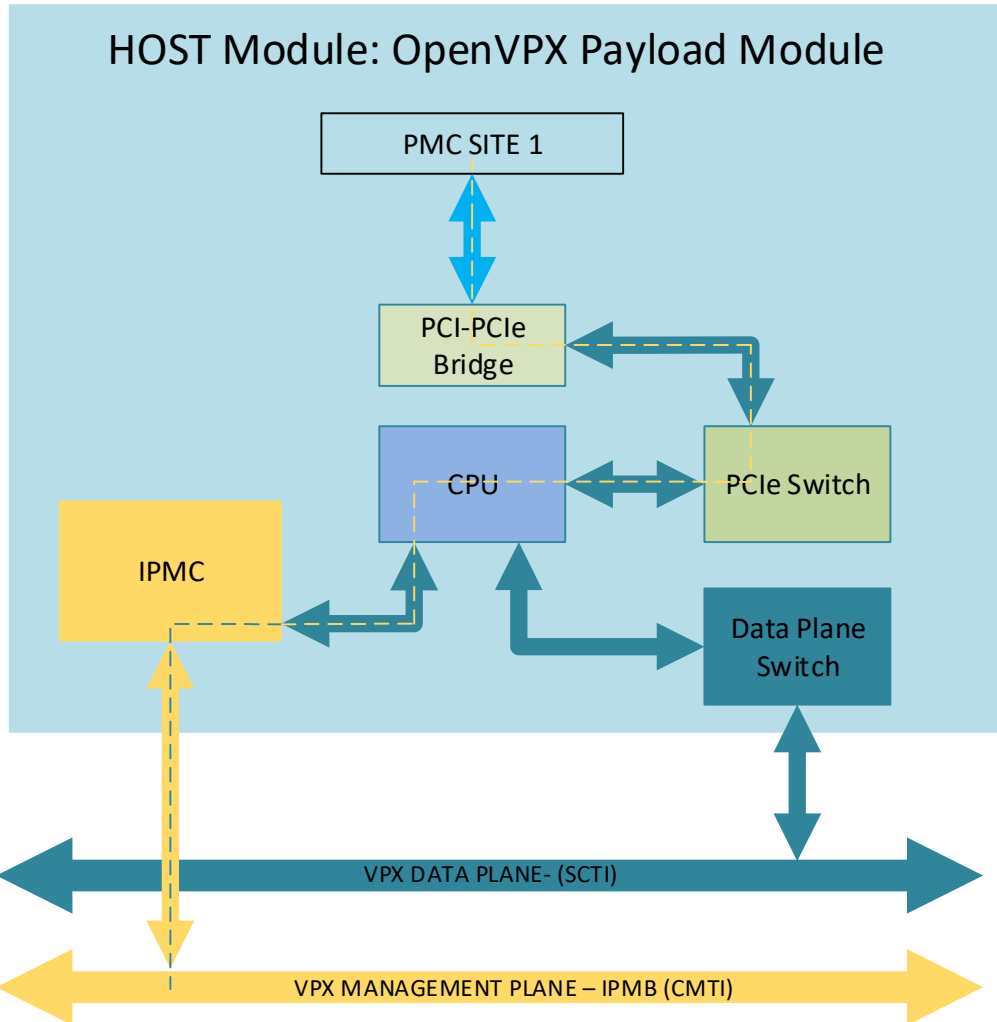 HOST Module: OpenVPX Payload Module
PMC SITE 1
PCI-PCIe
Bridge
CPU
PCIe Switch
IPMC
Data Plane
Switch
VPX DATA PLANE- (SCTI)
VPX MANAGEMENT PLANE – IPMB (CMTI)